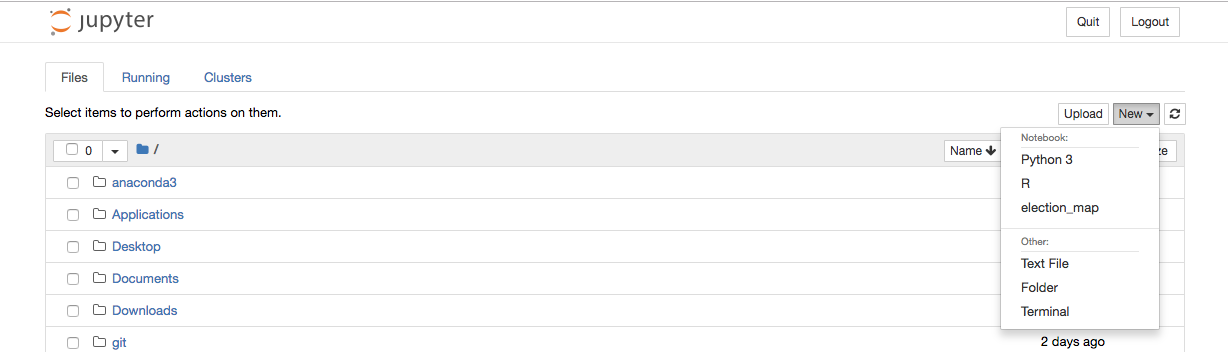 jupyter
Quit
Logout
Files
Running
Clusters
Select items to perform actions on them.
Upload
New
0
/
Name
ze
Notebook:
Python 3
R
election_map
Other:
Text File
Folder
Terminal
anaconda3
Applications
Desktop
Documents
Downloads
git
2 days ago